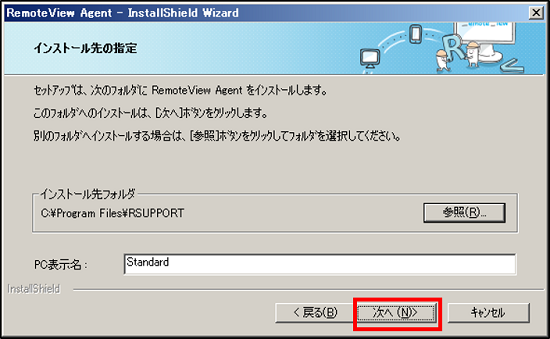 RemoteView Agent - InstallShield Wizard
インストール先の指定
セットアップは、次のフォルダに RemoteView Agent をインストールします。
このフォルダへのインストールは、[次へ]ボタンをクリックします。
別のフォルダへインストールする場合は、[参照]ボタンをクリックしてフォルダを選択してください。
インストール先フォルダ
C:¥Program Files¥RSUPPORT
参照(R)...
PC表示名:
Standard
InstallShield
< 戻る(B)
次へ (N)>
キャンセル